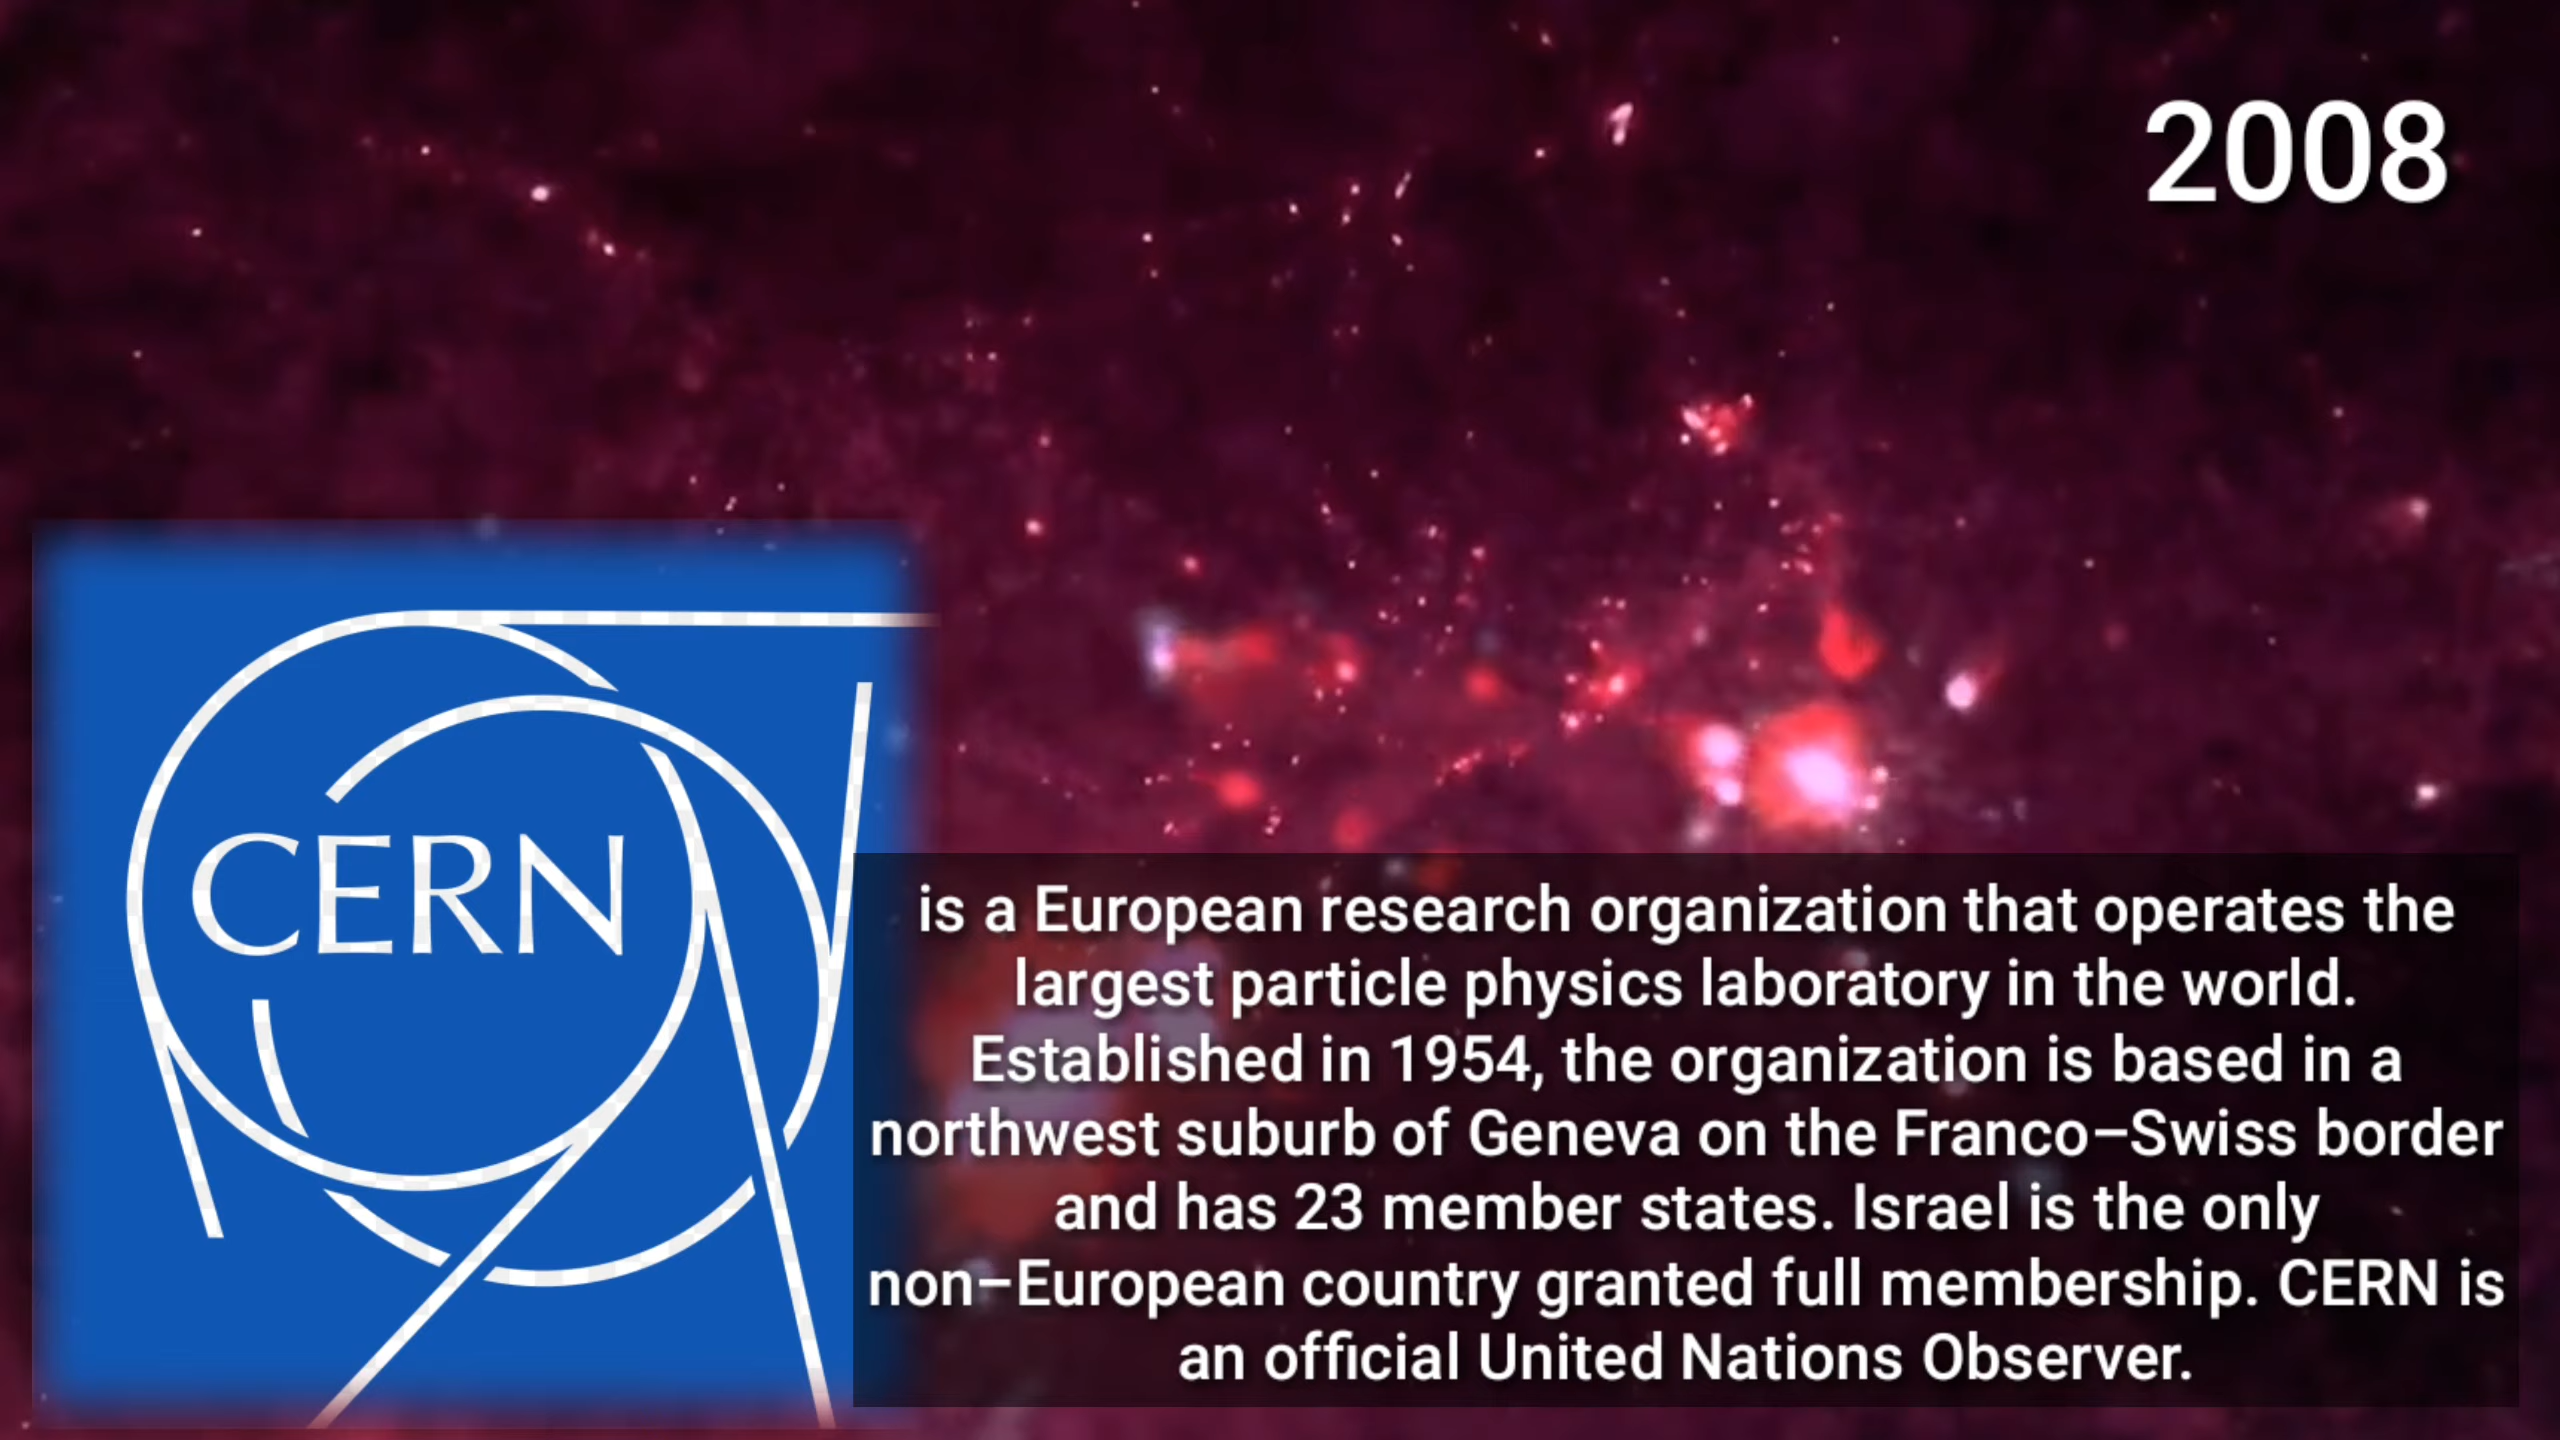 2008
CERN
is a European research organization that operates the
largest particle physics laboratory in the world.
Established in 1954, the organization is based in a
northwest suburb of Geneva on the Franco–Swiss border
and has 23 member states. Israel is the only
non–European country granted full membership. CERN is
an official United Nations Observer.